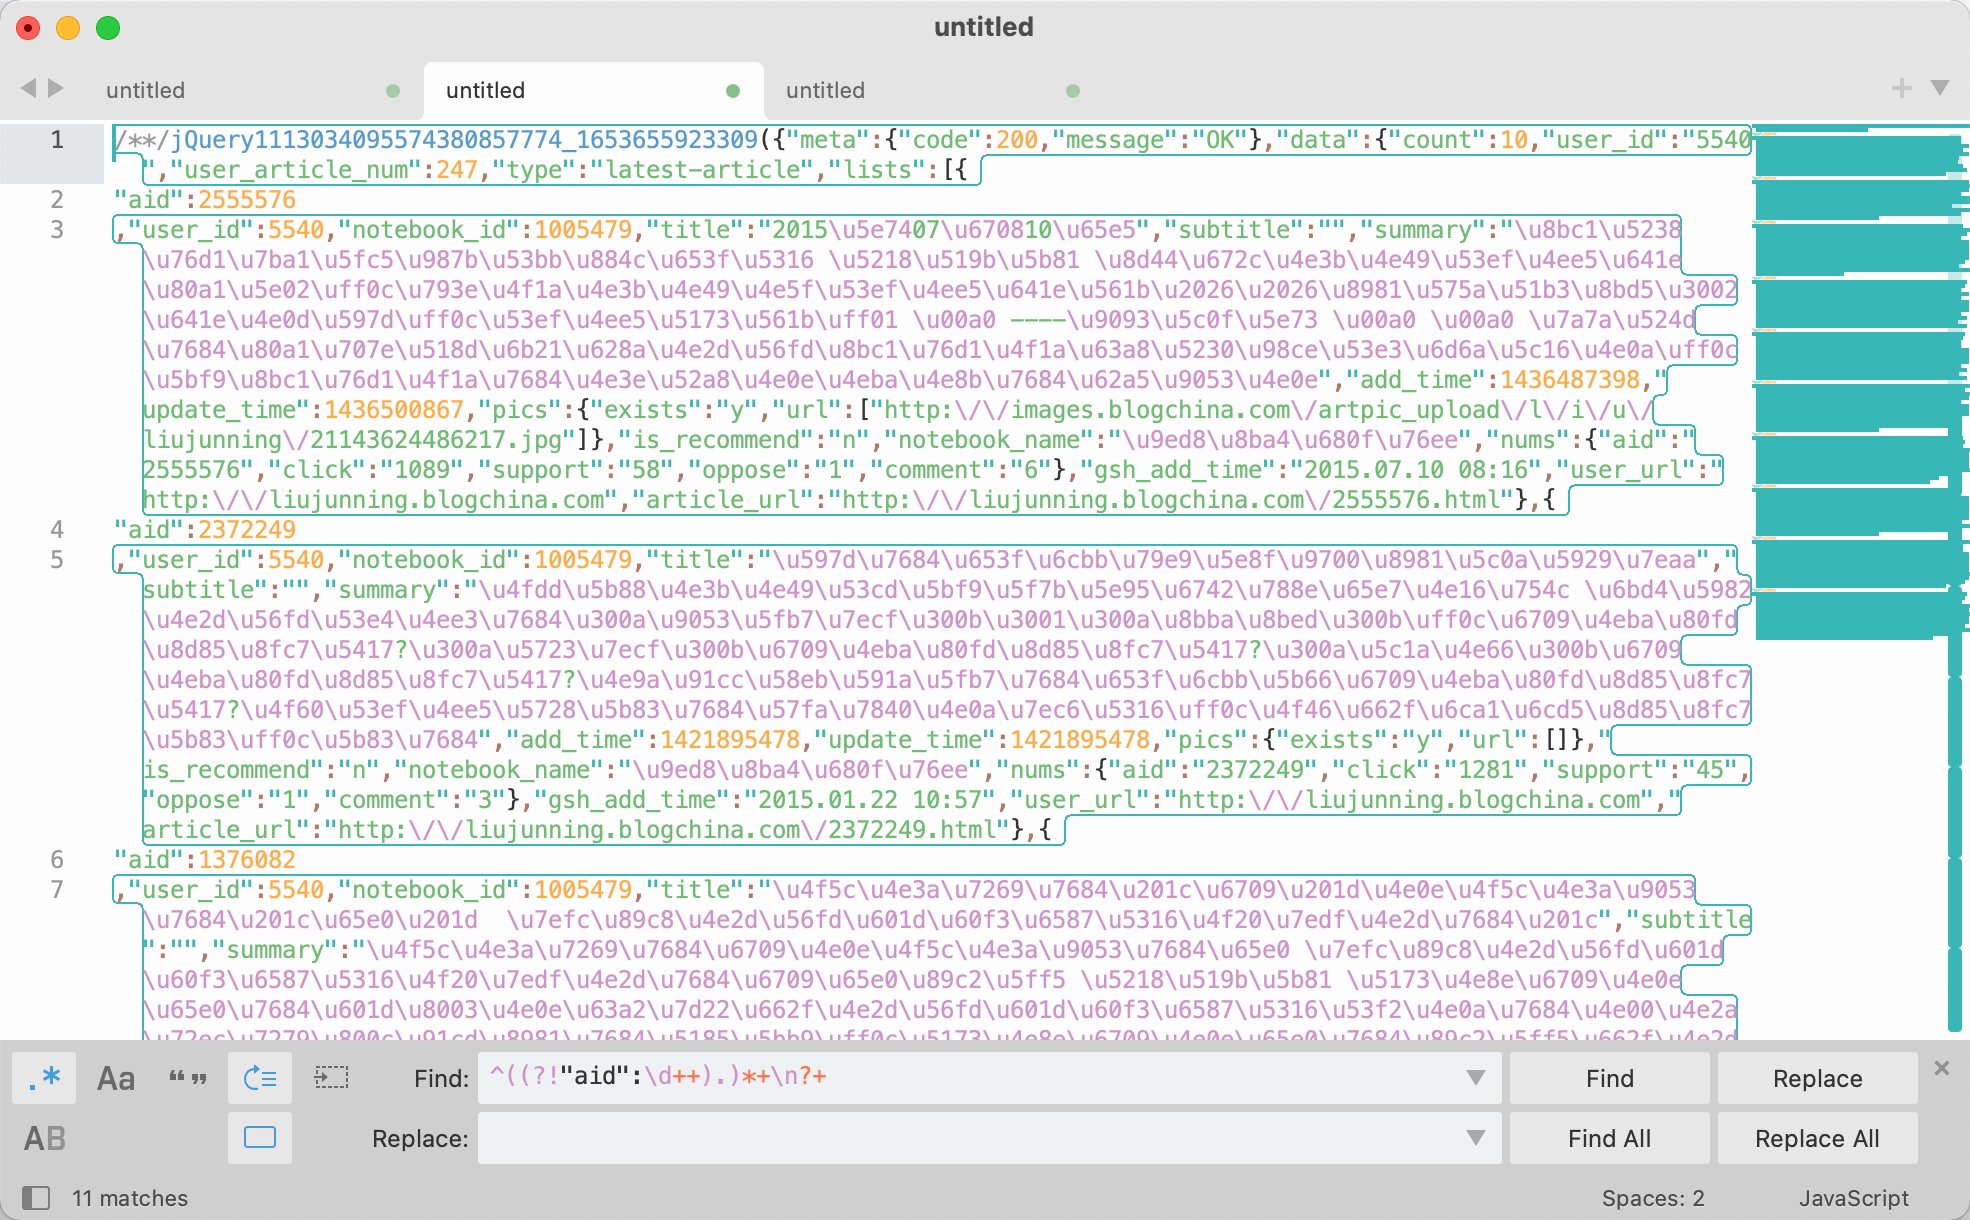 untitled
untitled
untitled
untitled
1
/**/jQuery1113034095574380857774_1653655923309({"meta":{"code":200,"message":"OK"},"data":{"count":10,"user_id":"5540
","user_article_num":247,"type":"latest-article","lists":[{
2
"aid":2555576
3
,"user_id":5540,"notebook_id":1005479,"title":"2015\u5e7407\u670810\u65e5","subtitle":"","summary":"\u8bc1\u5238
\u76d1\u7ba1\u5fc5\u987b\u53bb\u884c\u653f\u5316 \u5218\u519b\u5b81 \u8d44\u672c\u4e3b\u4e49\u53ef\u4ee5\u641e
\u80a1\u5e02\uff0c\u793e\u4f1a\u4e3b\u4e49\u4e5f\u53ef\u4ee5\u641e\u561b\u2026\u2026\u8981\u575a\u51b3\u8bd5\u3002
\u641e\u4e0d\u597d\uff0c\u53ef\u4ee5\u5173\u561b\uff01 \u00a0 ----\u9093\u5c0f\u5e73 \u00a0 \u00a0 \u7a7a\u524d
\u7684\u80a1\u707e\u518d\u6b21\u628a\u4e2d\u56fd\u8bc1\u76d1\u4f1a\u63a8\u5230\u98ce\u53e3\u6d6a\u5c16\u4e0a\uff0c
\u5bf9\u8bc1\u76d1\u4f1a\u7684\u4e3e\u52a8\u4e0e\u4eba\u4e8b\u7684\u62a5\u9053\u4e0e","add_time":1436487398,"
update_time":1436500867,"pics":{"exists":"y","url":["http:\/\/images.blogchina.com\/artpic_upload\/l\/i\/u\/
liujunning\/21143624486217.jpg"]},"is_recommend":"n","notebook_name":"\u9ed8\u8ba4\u680f\u76ee","nums":{"aid":"
2555576","click":"1089","support":"58","oppose":"1","comment":"6"},"gsh_add_time":"2015.07.10 08:16","user_url":"
http:\/\/liujunning.blogchina.com","article_url":"http:\/\/liujunning.blogchina.com\/2555576.html"},{
4
"aid":2372249
5
,"user_id":5540,"notebook_id":1005479,"title":"\u597d\u7684\u653f\u6cbb\u79e9\u5e8f\u9700\u8981\u5c0a\u5929\u7eaa","
subtitle":"","summary":"\u4fdd\u5b88\u4e3b\u4e49\u53cd\u5bf9\u5f7b\u5e95\u6742\u788e\u65e7\u4e16\u754c \u6bd4\u5982
\u4e2d\u56fd\u53e4\u4ee3\u7684\u300a\u9053\u5fb7\u7ecf\u300b\u3001\u300a\u8bba\u8bed\u300b\uff0c\u6709\u4eba\u80fd
\u8d85\u8fc7\u5417?\u300a\u5723\u7ecf\u300b\u6709\u4eba\u80fd\u8d85\u8fc7\u5417?\u300a\u5c1a\u4e66\u300b\u6709
\u4eba\u80fd\u8d85\u8fc7\u5417?\u4e9a\u91cc\u58eb\u591a\u5fb7\u7684\u653f\u6cbb\u5b66\u6709\u4eba\u80fd\u8d85\u8fc7
\u5417?\u4f60\u53ef\u4ee5\u5728\u5b83\u7684\u57fa\u7840\u4e0a\u7ec6\u5316\uff0c\u4f46\u662f\u6ca1\u6cd5\u8d85\u8fc7
\u5b83\uff0c\u5b83\u7684","add_time":1421895478,"update_time":1421895478,"pics":{"exists":"y","url":[]},"
is_recommend":"n","notebook_name":"\u9ed8\u8ba4\u680f\u76ee","nums":{"aid":"2372249","click":"1281","support":"45",
"oppose":"1","comment":"3"},"gsh_add_time":"2015.01.22 10:57","user_url":"http:\/\/liujunning.blogchina.com","
article_url":"http:\/\/liujunning.blogchina.com\/2372249.html"},{
6
"aid":1376082
7
,"user_id":5540,"notebook_id":1005479,"title":"\u4f5c\u4e3a\u7269\u7684\u201c\u6709\u201d\u4e0e\u4f5c\u4e3a\u9053
\u7684\u201c\u65e0\u201d  \u7efc\u89c8\u4e2d\u56fd\u601d\u60f3\u6587\u5316\u4f20\u7edf\u4e2d\u7684\u201c","subtitle
":"","summary":"\u4f5c\u4e3a\u7269\u7684\u6709\u4e0e\u4f5c\u4e3a\u9053\u7684\u65e0 \u7efc\u89c8\u4e2d\u56fd\u601d
\u60f3\u6587\u5316\u4f20\u7edf\u4e2d\u7684\u6709\u65e0\u89c2\u5ff5 \u5218\u519b\u5b81 \u5173\u4e8e\u6709\u4e0e
\u65e0\u7684\u601d\u8003\u4e0e\u63a2\u7d22\u662f\u4e2d\u56fd\u601d\u60f3\u6587\u5316\u53f2\u4e0a\u7684\u4e00\u4e2a
\u72ec\u7279\u800c\u91cd\u8981\u7684\u5185\u5bb9\uff0c\u5173\u4e8e\u6709\u4e0e\u65e0\u7684\u89c2\u5ff5\u662f\u4e2d
.* Aa “” Find: ^((?!"aid":\d++).)*+\n?+ Find Replace
AB Replace: Find All Replace All
11 matches Spaces: 2 JavaScript